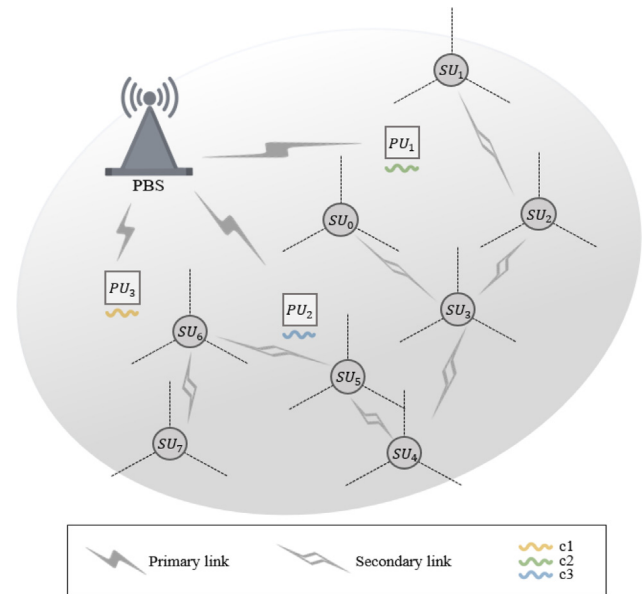 SU₁
PU₁
PBS
SU₀
SU₂
PU₃
PU₂
SU₃
SU₆
SU₅
SU₇
SU₄
Primary link
Secondary link
c1
c2
c3